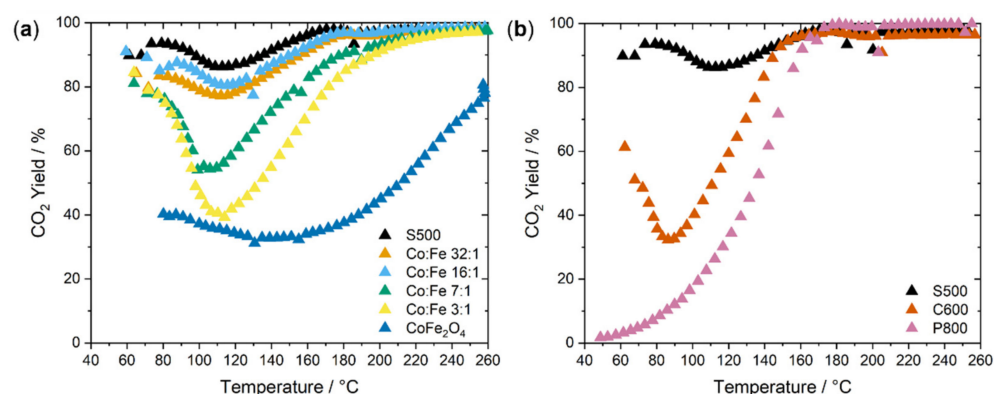 (a)
100
80
60
40
20
0
CO₂ Yield / %
S500
Co:Fe 32:1
Co:Fe 16:1
Co:Fe 7:1
Co:Fe 3:1
CoFe₂O₄
40 60 80 100 120 140 160 180 200 220 240 260
Temperature / °C
(b)
100
80
60
40
20
0
CO₂ Yield / %
S500
C600
P800
40 60 80 100 120 140 160 180 200 220 240 260
Temperature / °C